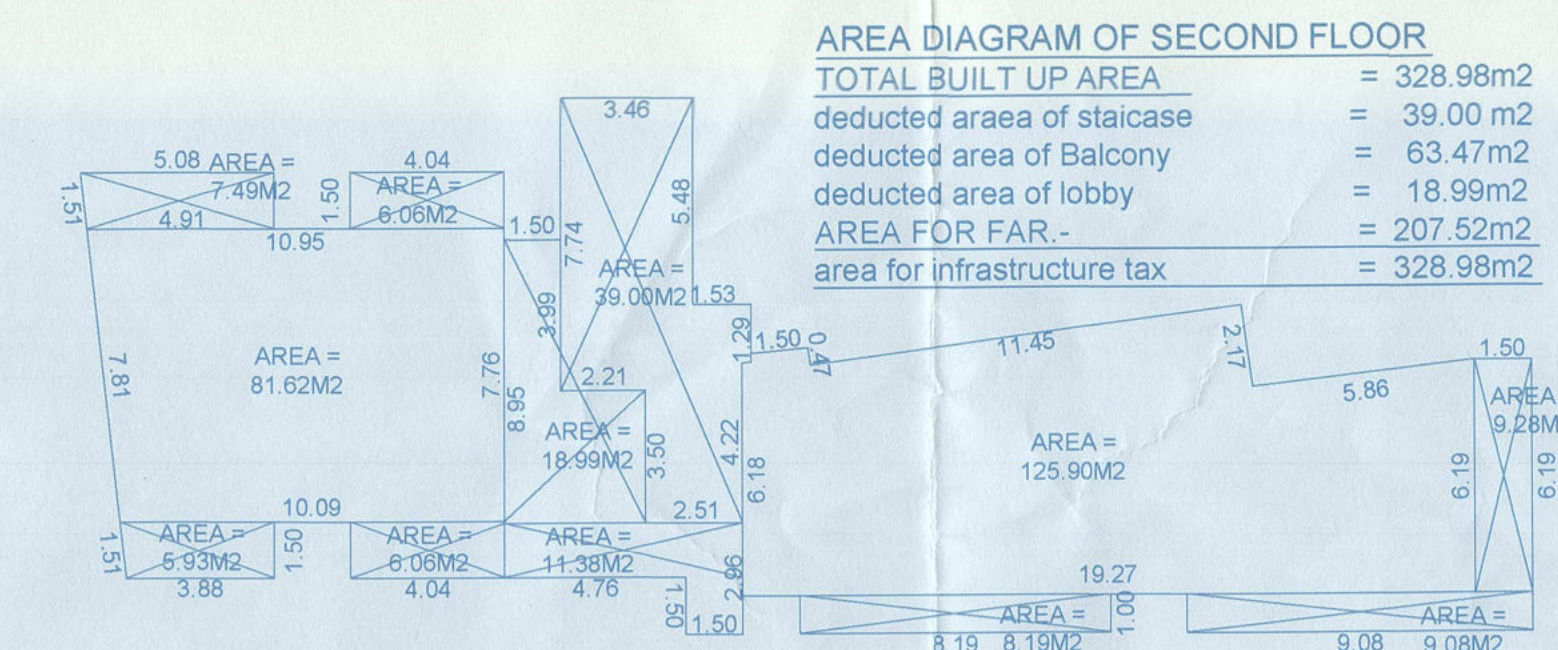 AREA DIAGRAM OF SECOND FLOOR
TOTAL BUILT UP AREA = 328.98m2
deducted araea of staicase = 39.00 m2
deducted area of Balcony = 63.47m2
deducted area of lobby = 18.99m2
AREA FOR FAR.- = 207.52m2
area for infrastructure tax = 328.98m2
3.46
5.08 AREA =
7.49M2
4.04
AREA =
6.06M2
1.51
4.91
1.50
10.95
1.50
7.74
5.48
AREA =
39.00M2
1.53
3.99
1.29
1.50
0.47
11.45
2.17
1.50
7.81
AREA =
81.62M2
7.76
8.95
2.21
5.86
AREA
9.28M
AREA =
18.99M2
3.50
4.22
6.18
AREA =
125.90M2
6.19
6.19
10.09
2.51
1.51
AREA =
5.93M2
1.50
AREA =
6.06M2
AREA =
11.38M2
2.96
19.27
3.88
4.04
4.76
1.50
1.50
AREA =
8.19 8.19M2
1.00
AREA =
9.08 9.08M2